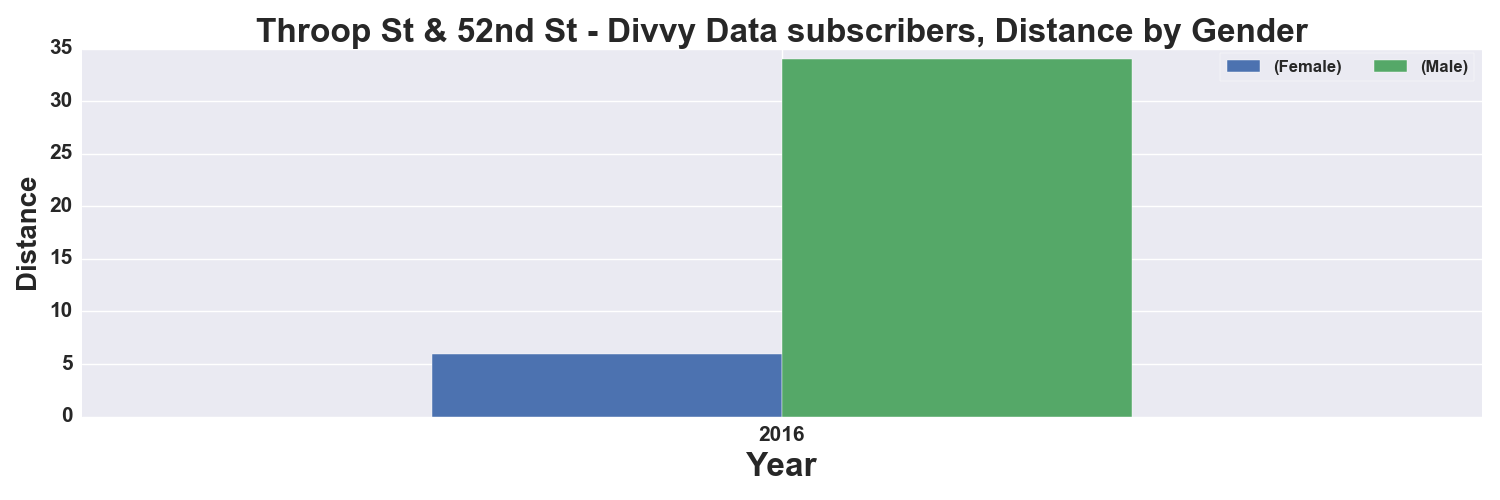 Throop St & 52nd St - Divvy Data subscribers, Distance by Gender
35
30
25
20
15
10
5
0
Distance
(Female) (Male)
2016
Year